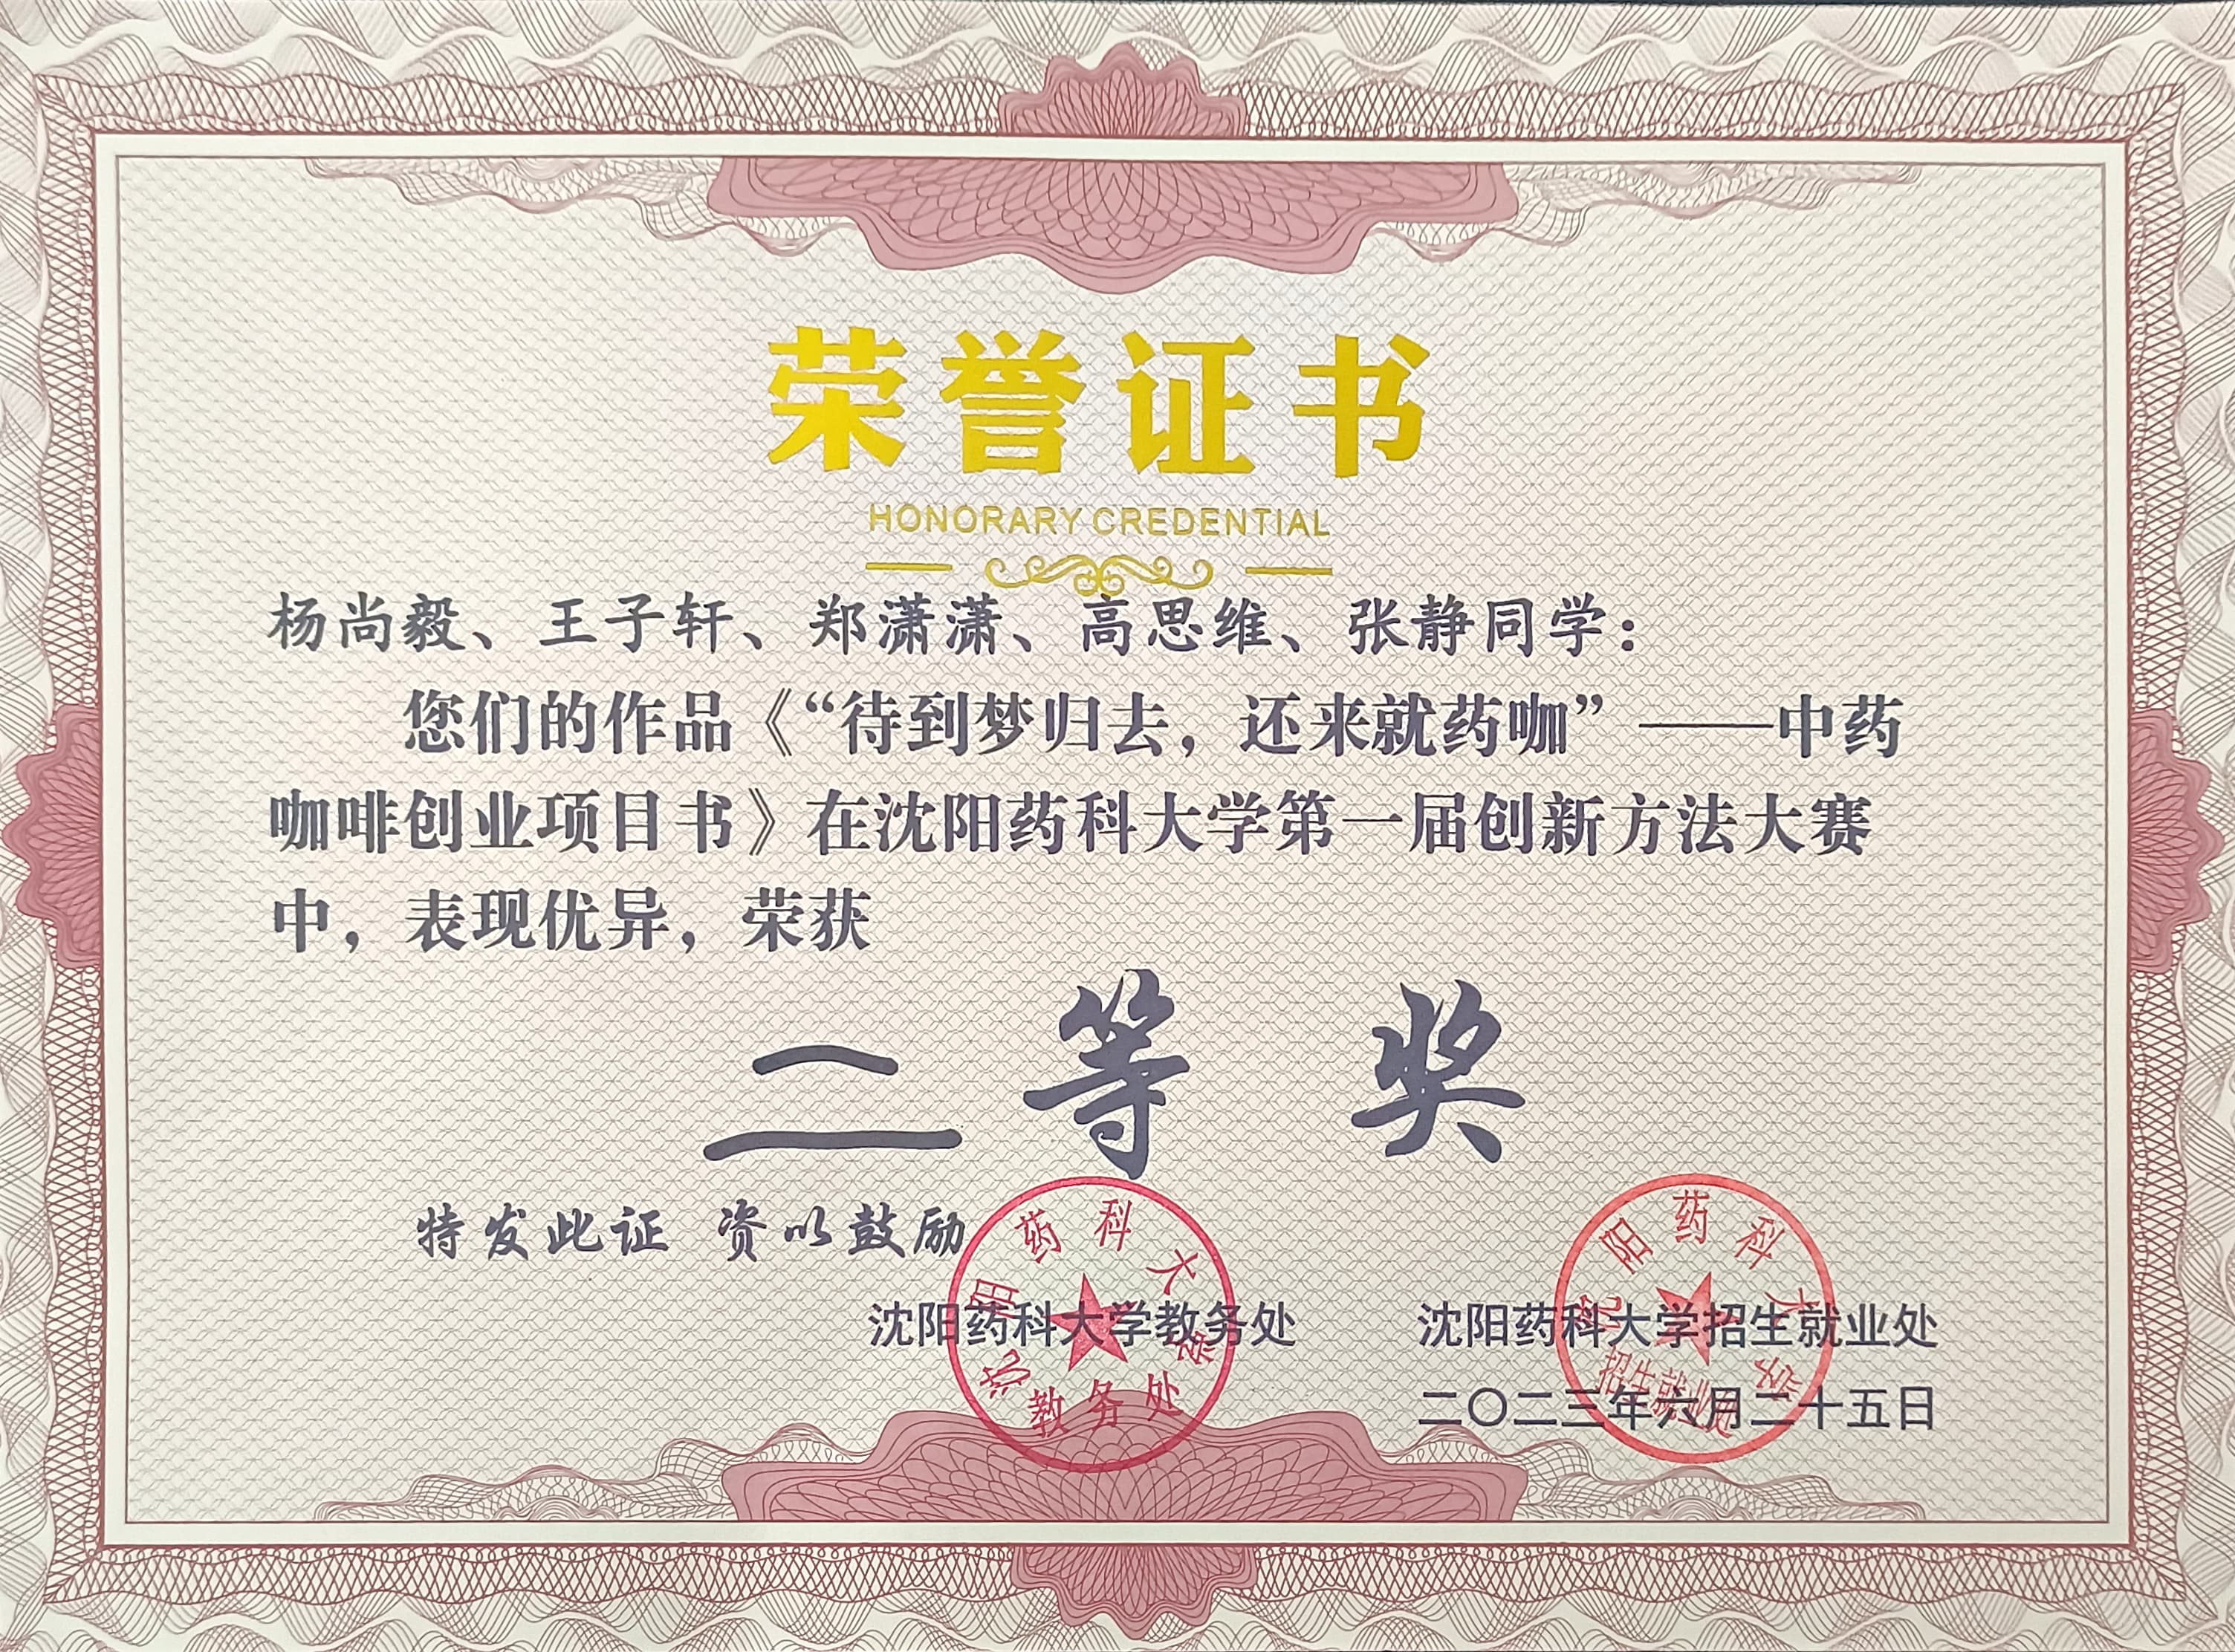 荣誉证书
HONORARY CREDENTIAL
杨尚毅、王子轩、郑潇潇、高思维、张静同学：
您们的作品《“待到梦归去，还来就药咖”——中药
咖啡创业项目书》在沈阳药科大学第一届创新方法大赛
中，表现优异，荣获
二等奖
特发此证 资以鼓励
沈阳药科大学教务处 沈阳药科大学招生就业处
二〇二三年六月二十五日
沈阳药科大学
教务处
沈阳药科大学
招生就业处